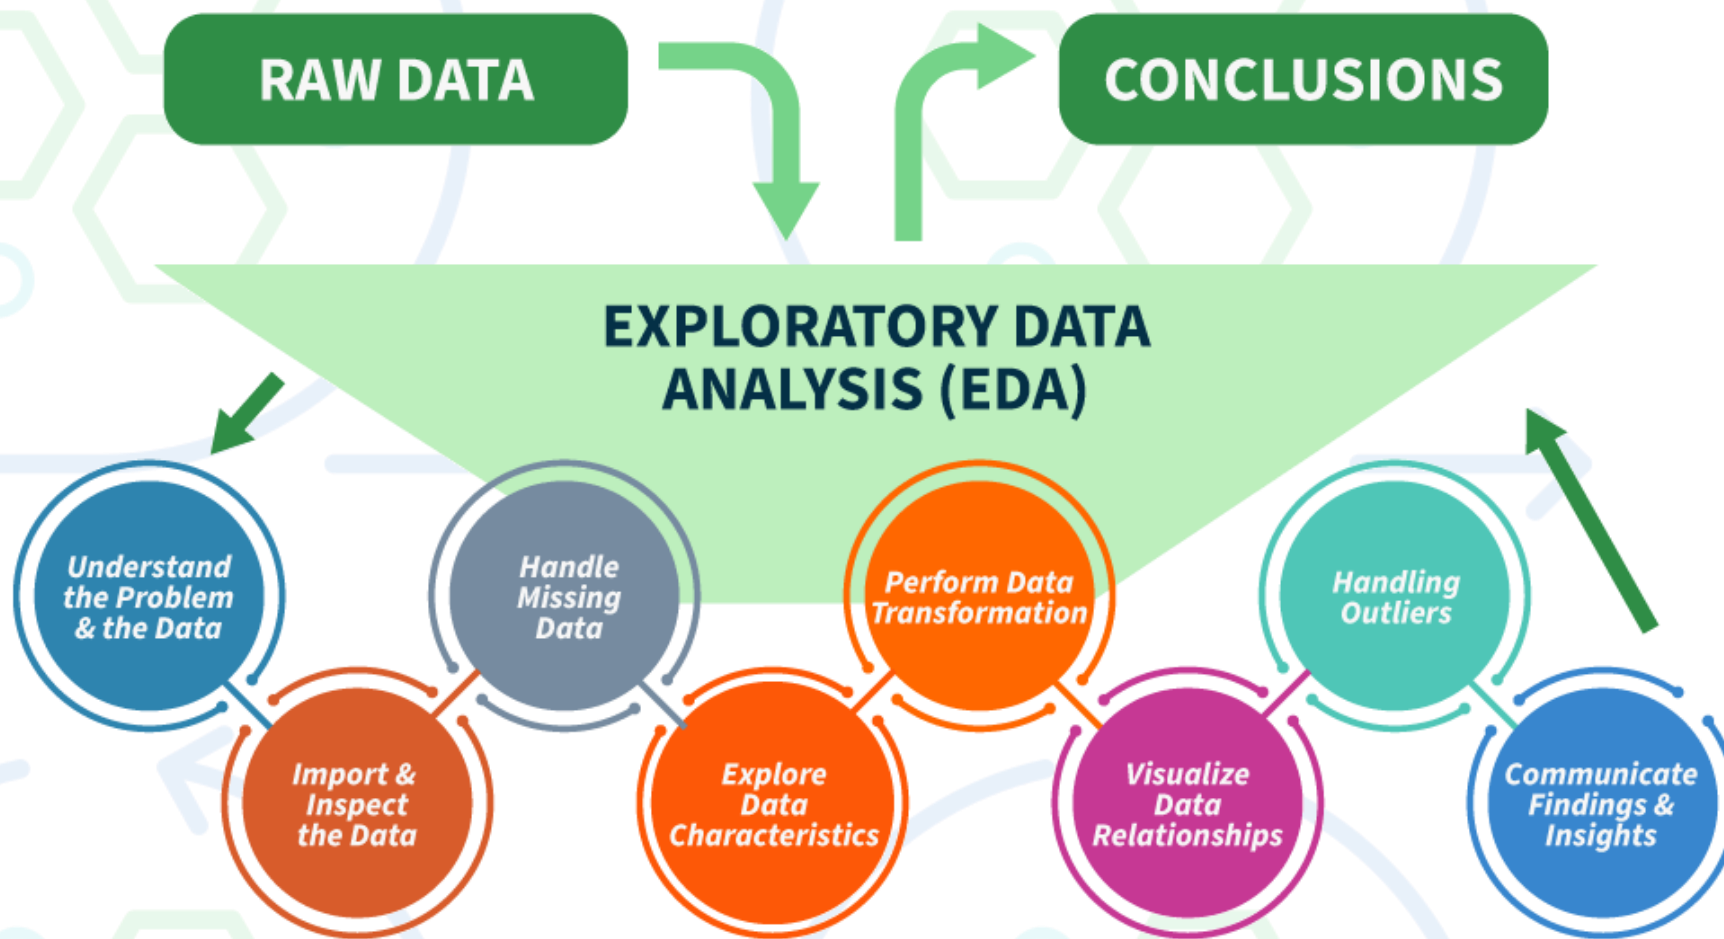 RAW DATA
CONCLUSIONS
EXPLORATORY DATA
ANALYSIS (EDA)
Understand
the Problem
& the Data
Import &
Inspect
the Data
Handle
Missing
Data
Explore
Data
Characteristics
Perform Data
Transformation
Visualize
Data
Relationships
Handling
Outliers
Communicate
Findings &
Insights